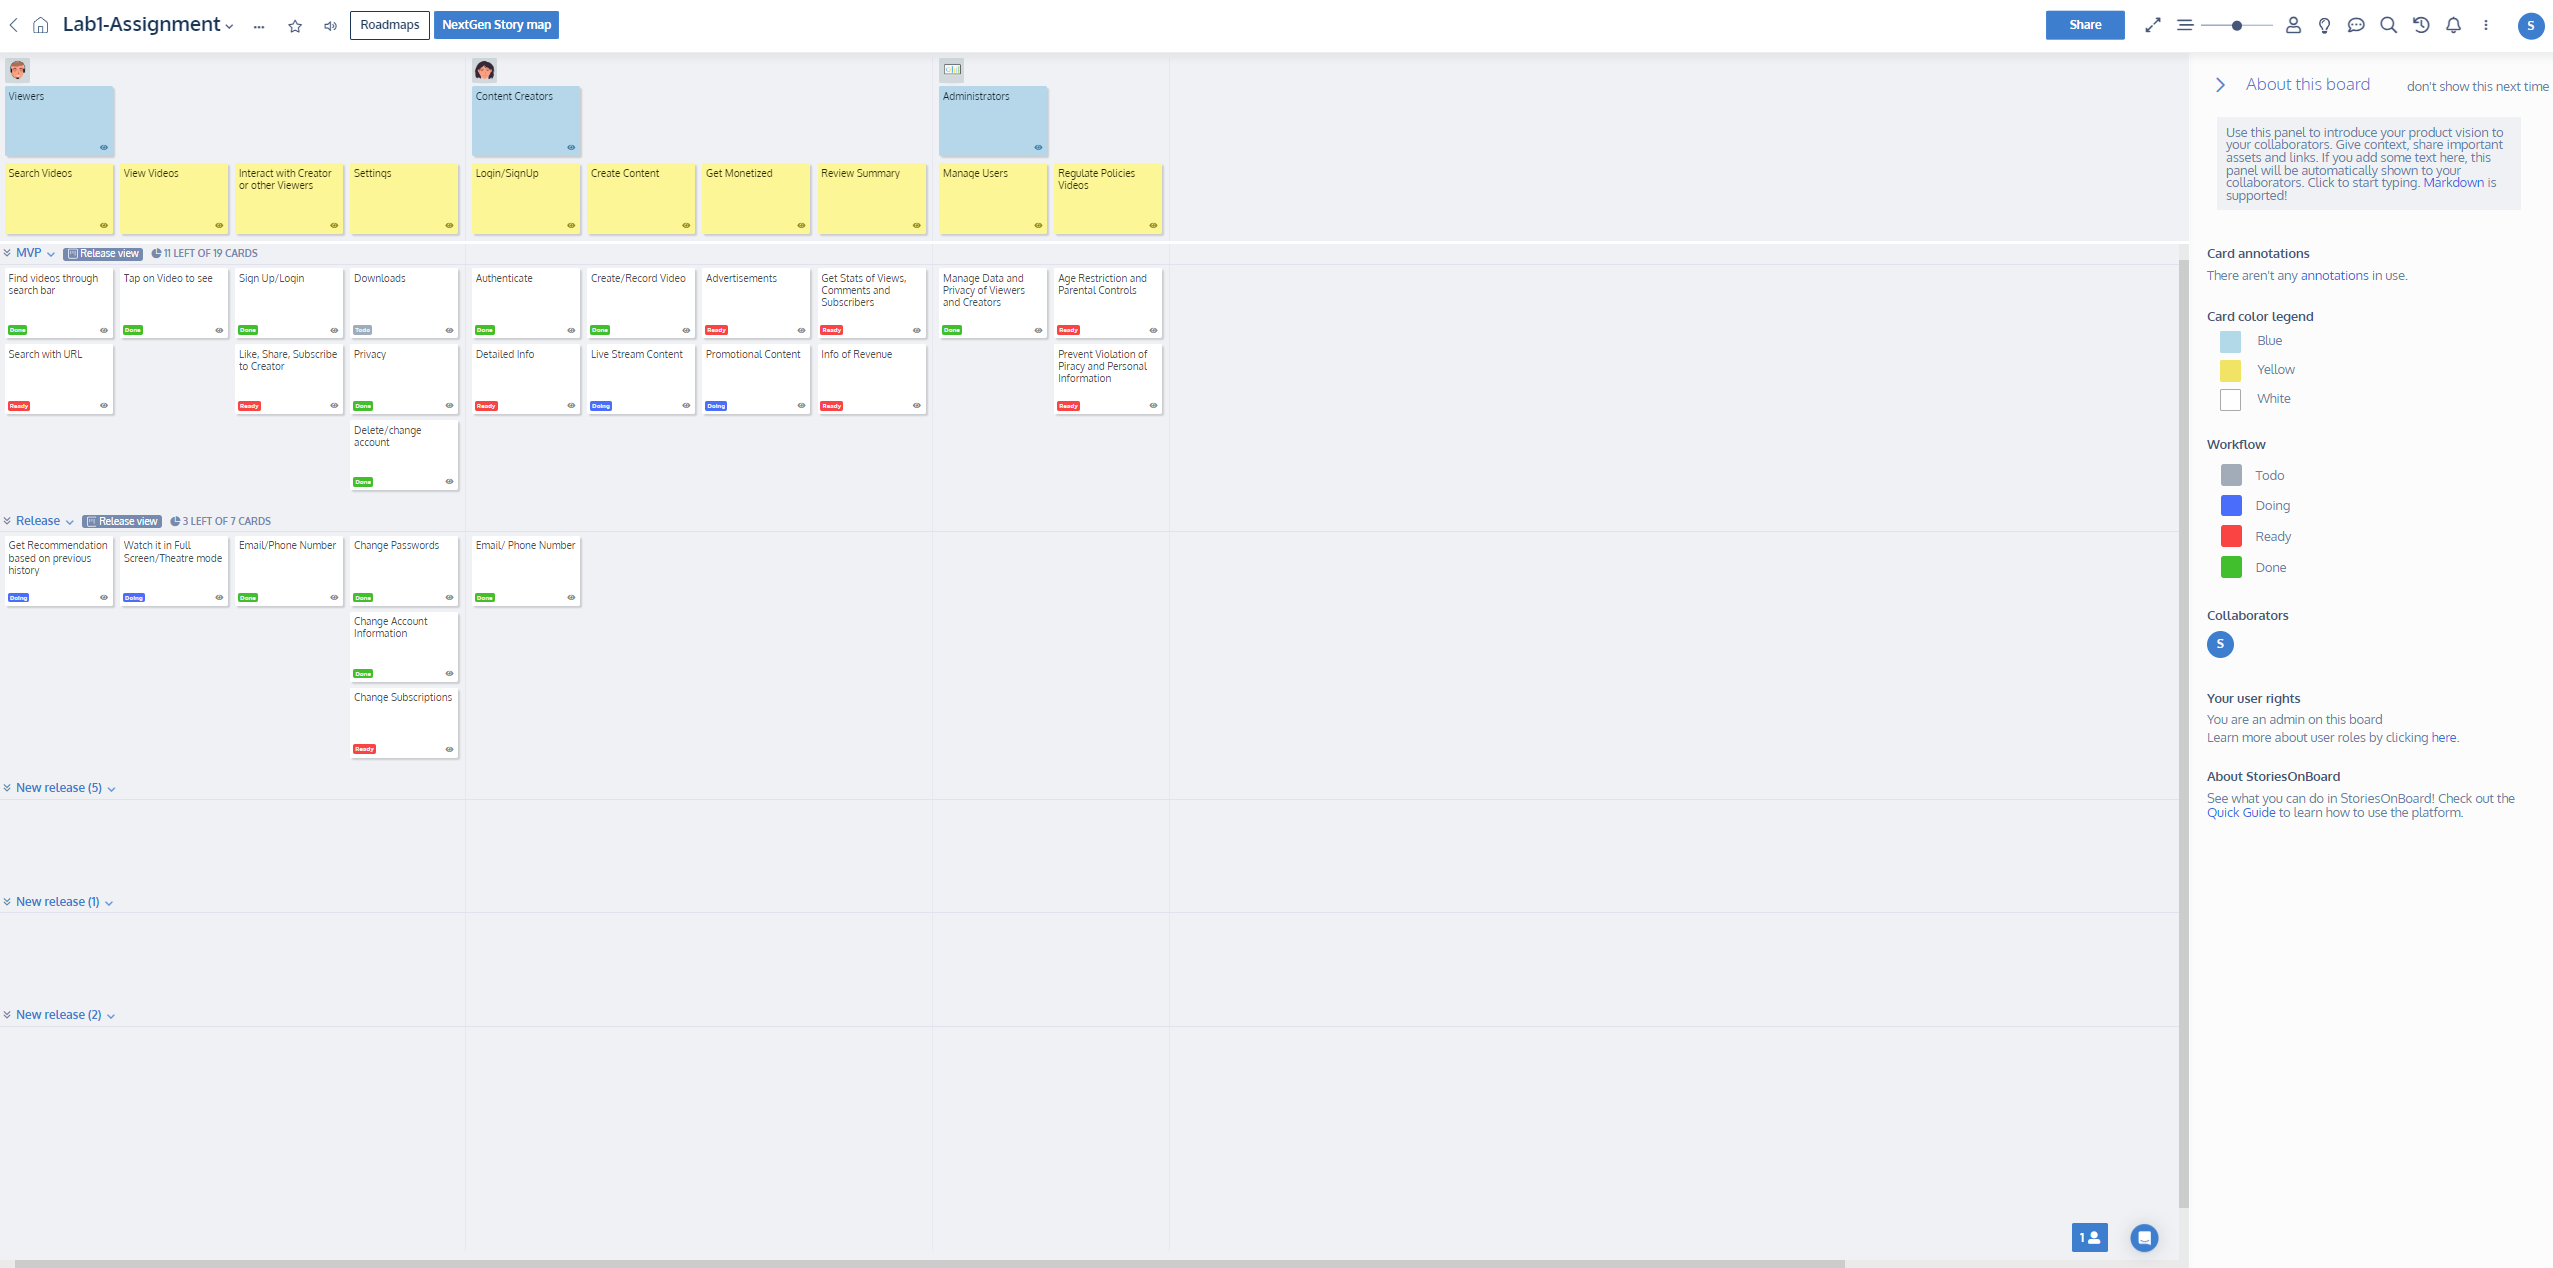 Lab1-Assignment
Roadmaps
NextGen Story map
Share
S
Viewers
Content Creators
Administrators
Search Videos
View Videos
Interact with Creator
or other Viewers
Settings
Login/SignUp
Create Content
Get Monetized
Review Summary
Manage Users
Regulate Policies
Videos
MVP
Release view
11 LEFT OF 19 CARDS
Find videos through
search bar
Done
Tap on Video to see
Done
Sign Up/Login
Done
Downloads
Todo
Authenticate
Done
Create/Record Video
Done
Advertisements
Ready
Get Stats of Views,
Comments and
Subscribers
Ready
Manage Data and
Privacy of Viewers
and Creators
Done
Age Restriction and
Parental Controls
Ready
Search with URL
Ready
Like, Share, Subscribe
to Creator
Ready
Privacy
Done
Detailed Info
Ready
Live Stream Content
Doing
Promotional Content
Doing
Info of Revenue
Ready
Prevent Violation of
Piracy and Personal
Information
Ready
Delete/change
account
Done
Release
Release view
3 LEFT OF 7 CARDS
Get Recommendation
based on previous
history
Doing
Watch it in Full
Screen/Theatre mode
Doing
Email/Phone Number
Done
Change Passwords
Done
Email/ Phone Number
Done
Change Account
Information
Done
Change Subscriptions
Ready
New release (5)
New release (1)
New release (2)
1
About this board
don't show this next time
Use this panel to introduce your product vision to
your collaborators. Give context, share important
assets and links. If you add some text here, this
panel will be automatically shown to your
collaborators. Click to start typing. Markdown is
supported!
Card annotations
There aren't any annotations in use.
Card color legend
Blue
Yellow
White
Workflow
Todo
Doing
Ready
Done
Collaborators
S
Your user rights
You are an admin on this board
Learn more about user roles by clicking here.
About StoriesOnBoard
See what you can do in StoriesOnBoard! Check out the
Quick Guide to learn how to use the platform.